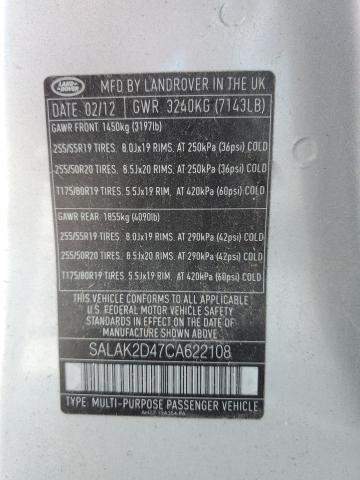 LAND ROVER
MFD BY LANDROVER IN THE UK
DATE: 02/12 GWR 3240KG (7143LB)
GAWR FRONT: 1450kg (3197lb)
255/55R19 TIRES. 8.0Jx19 RIMS. AT 250kPa (36psi) COLD
255/50R20 TIRES. 8.5Jx20 RIMS. AT 250kPa (36psi) COLD
T175/80R19 TIRES. 5.5Jx19 RIM, AT 420kPa (60psi) COLD
GAWR REAR: 1855kg (4090lb)
255/55R19 TIRES. 8.0Jx19 RIMS. AT 290kPa (42psi) COLD
255/50R20 TIRES. 8.5Jx20 RIMS. AT 290kPa (42psi) COLD
T175/80R19 TIRES. 5.5Jx19 RIM, AT 420kPa (60psi) COLD
THIS VEHICLE CONFORMS TO ALL APPLICABLE
U.S. FEDERAL MOTOR VEHICLE SAFETY
STANDARDS IN EFFECT ON THE DATE OF
MANUFACTURE SHOWN ABOVE.
SALAK2D47CA622108
TYPE: MULTI-PURPOSE PASSENGER VEHICLE